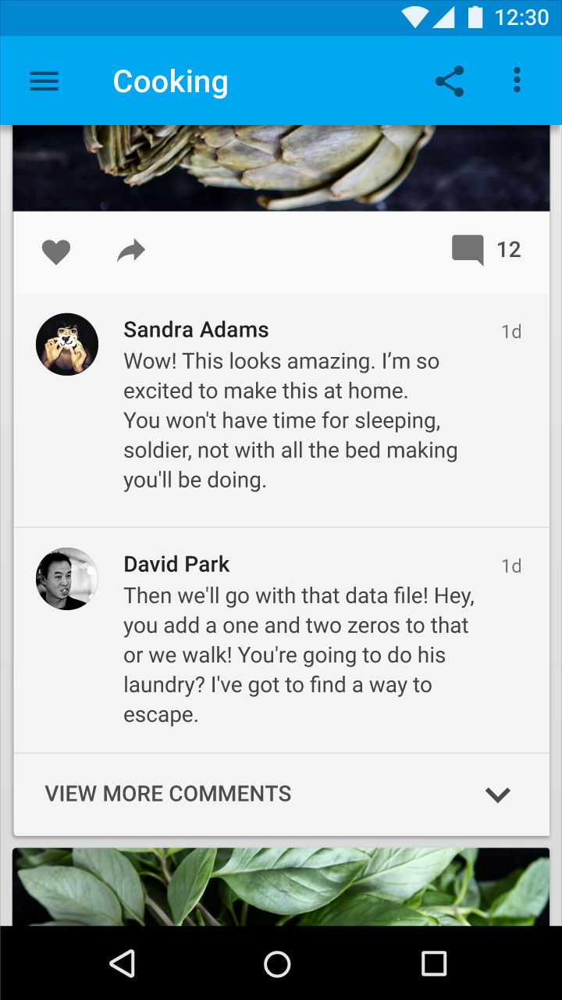 12:30
Cooking
12
Sandra Adams
1d
Wow! This looks amazing. I’m so
excited to make this at home.
You won't have time for sleeping,
soldier, not with all the bed making
you'll be doing.
David Park
1d
Then we'll go with that data file! Hey,
you add a one and two zeros to that
or we walk! You're going to do his
laundry? I've got to find a way to
escape.
VIEW MORE COMMENTS